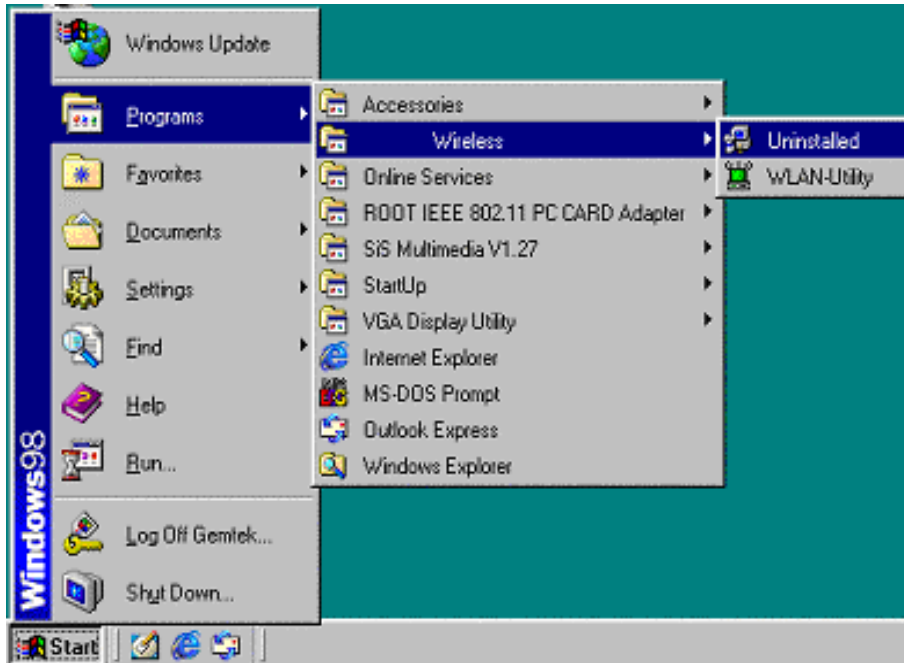 Windows Update
Programs
Favorites
Documents
Settings
Find
Help
Run...
Log Off Gemtek...
Shut Down...
Windows98
Start
Accessories
Wireless
Online Services
ROOT IEEE 802.11 PC CARD Adapter
SiS Multimedia V1.27
StartUp
VGA Display Utility
Internet Explorer
MS-DOS Prompt
Outlook Express
Windows Explorer
Uninstalled
WLAN-Utility